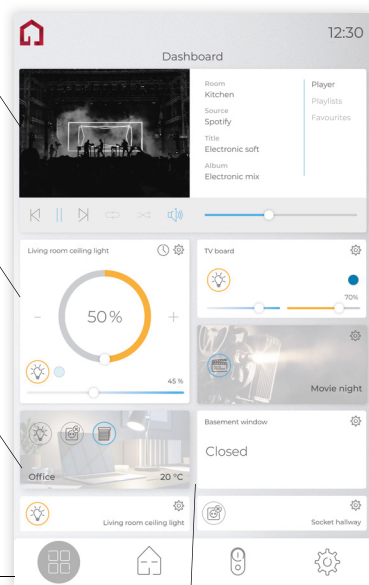 12:30
Dashboard
Room
Kitchen
Source
Spotify
Title
Electronic soft
Album
Electronic mix
Player
Playlists
Favourites
Living room ceiling light
50 %
-
+
45 %
TV board
70%
Movie night
Office
20 °C
Basement window
Closed
Living room ceiling light
Socket hallway